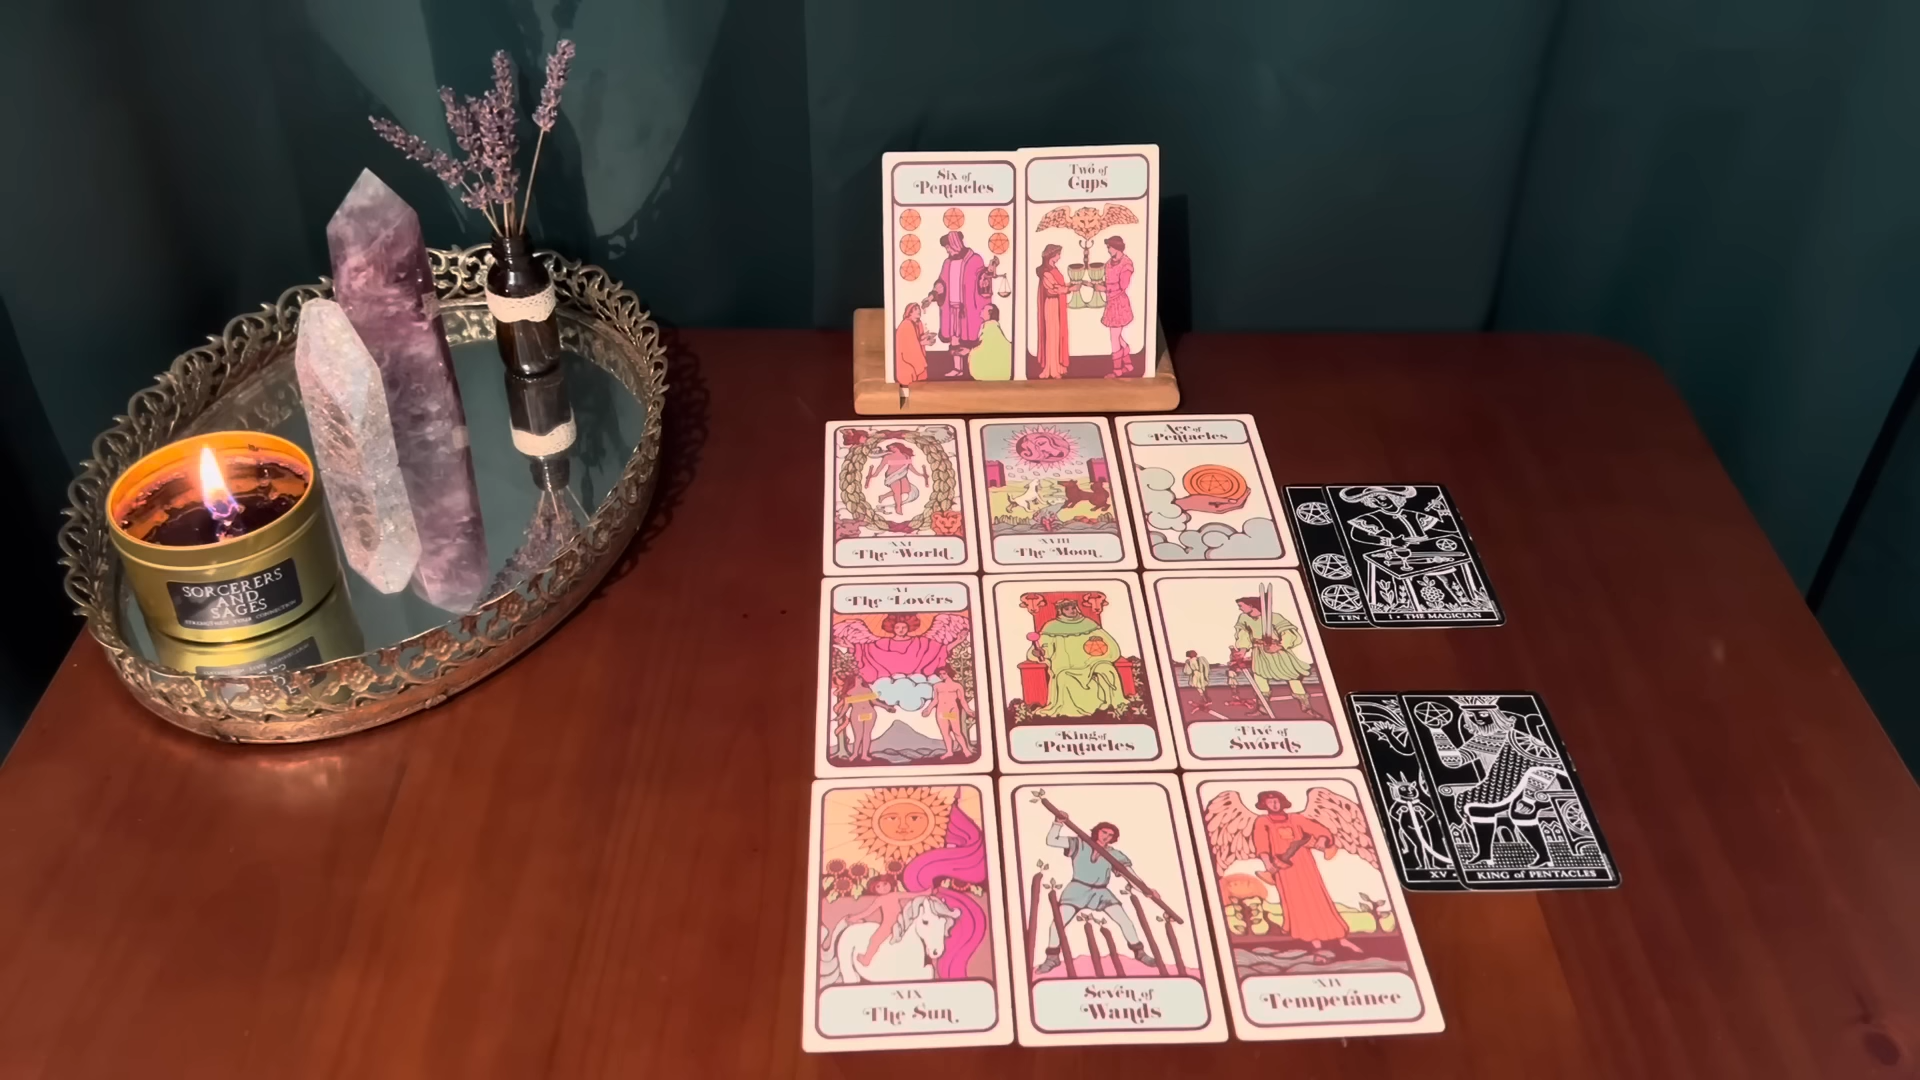 Six of
Pentacles
Two of
Cups
Ace of
Pentacles
XXI
The World
XVIII
The Moon
VI
The Lovers
TEN
I • THE MAGICIAN
King of
Pentacles
Five of
Swords
SORCERERS
AND
SAGES
XV •
KING of PENTACLES
XIX
The Sun
Seven of
Wands
XIV
Temperance